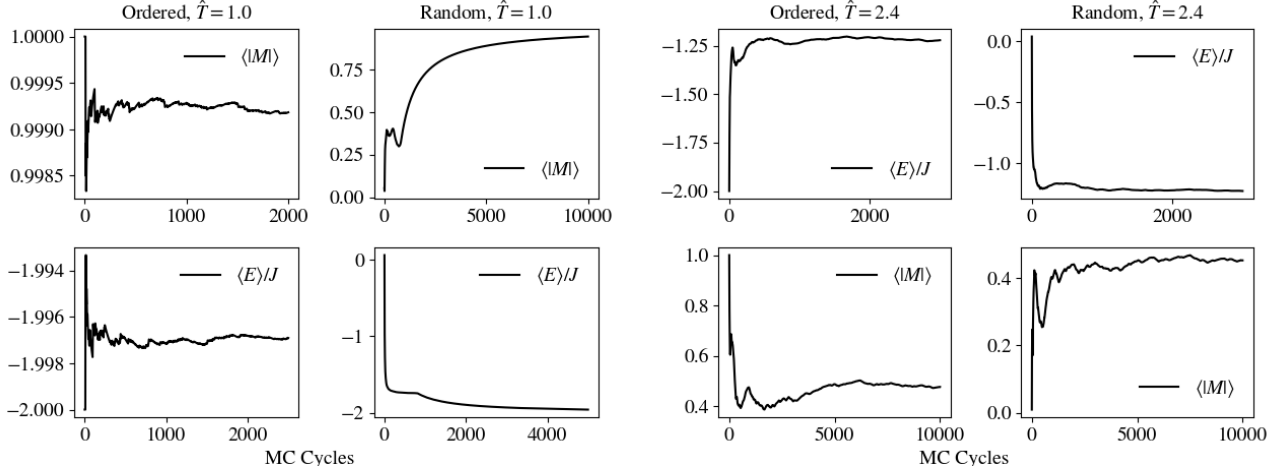 Ordered, T̂ = 1.0
Random, T̂ = 1.0
Ordered, T̂ = 2.4
Random, T̂ = 2.4
1.0000
0.9995
0.9990
0.9985
⟨|M|⟩
0 1000 2000
0.75
0.50
0.25
0.00
⟨|M|⟩
0 5000 10000
−1.25
−1.50
−1.75
−2.00
⟨E⟩/J
0 2000
0.0
−0.5
−1.0
⟨E⟩/J
0 2000
−1.994
−1.996
−1.998
−2.000
⟨E⟩/J
0 1000 2000
0
−1
−2
⟨E⟩/J
0 2000 4000
1.0
0.8
0.6
0.4
⟨|M|⟩
0 5000 10000
0.4
0.2
0.0
⟨|M|⟩
0 5000 10000
MC Cycles
MC Cycles